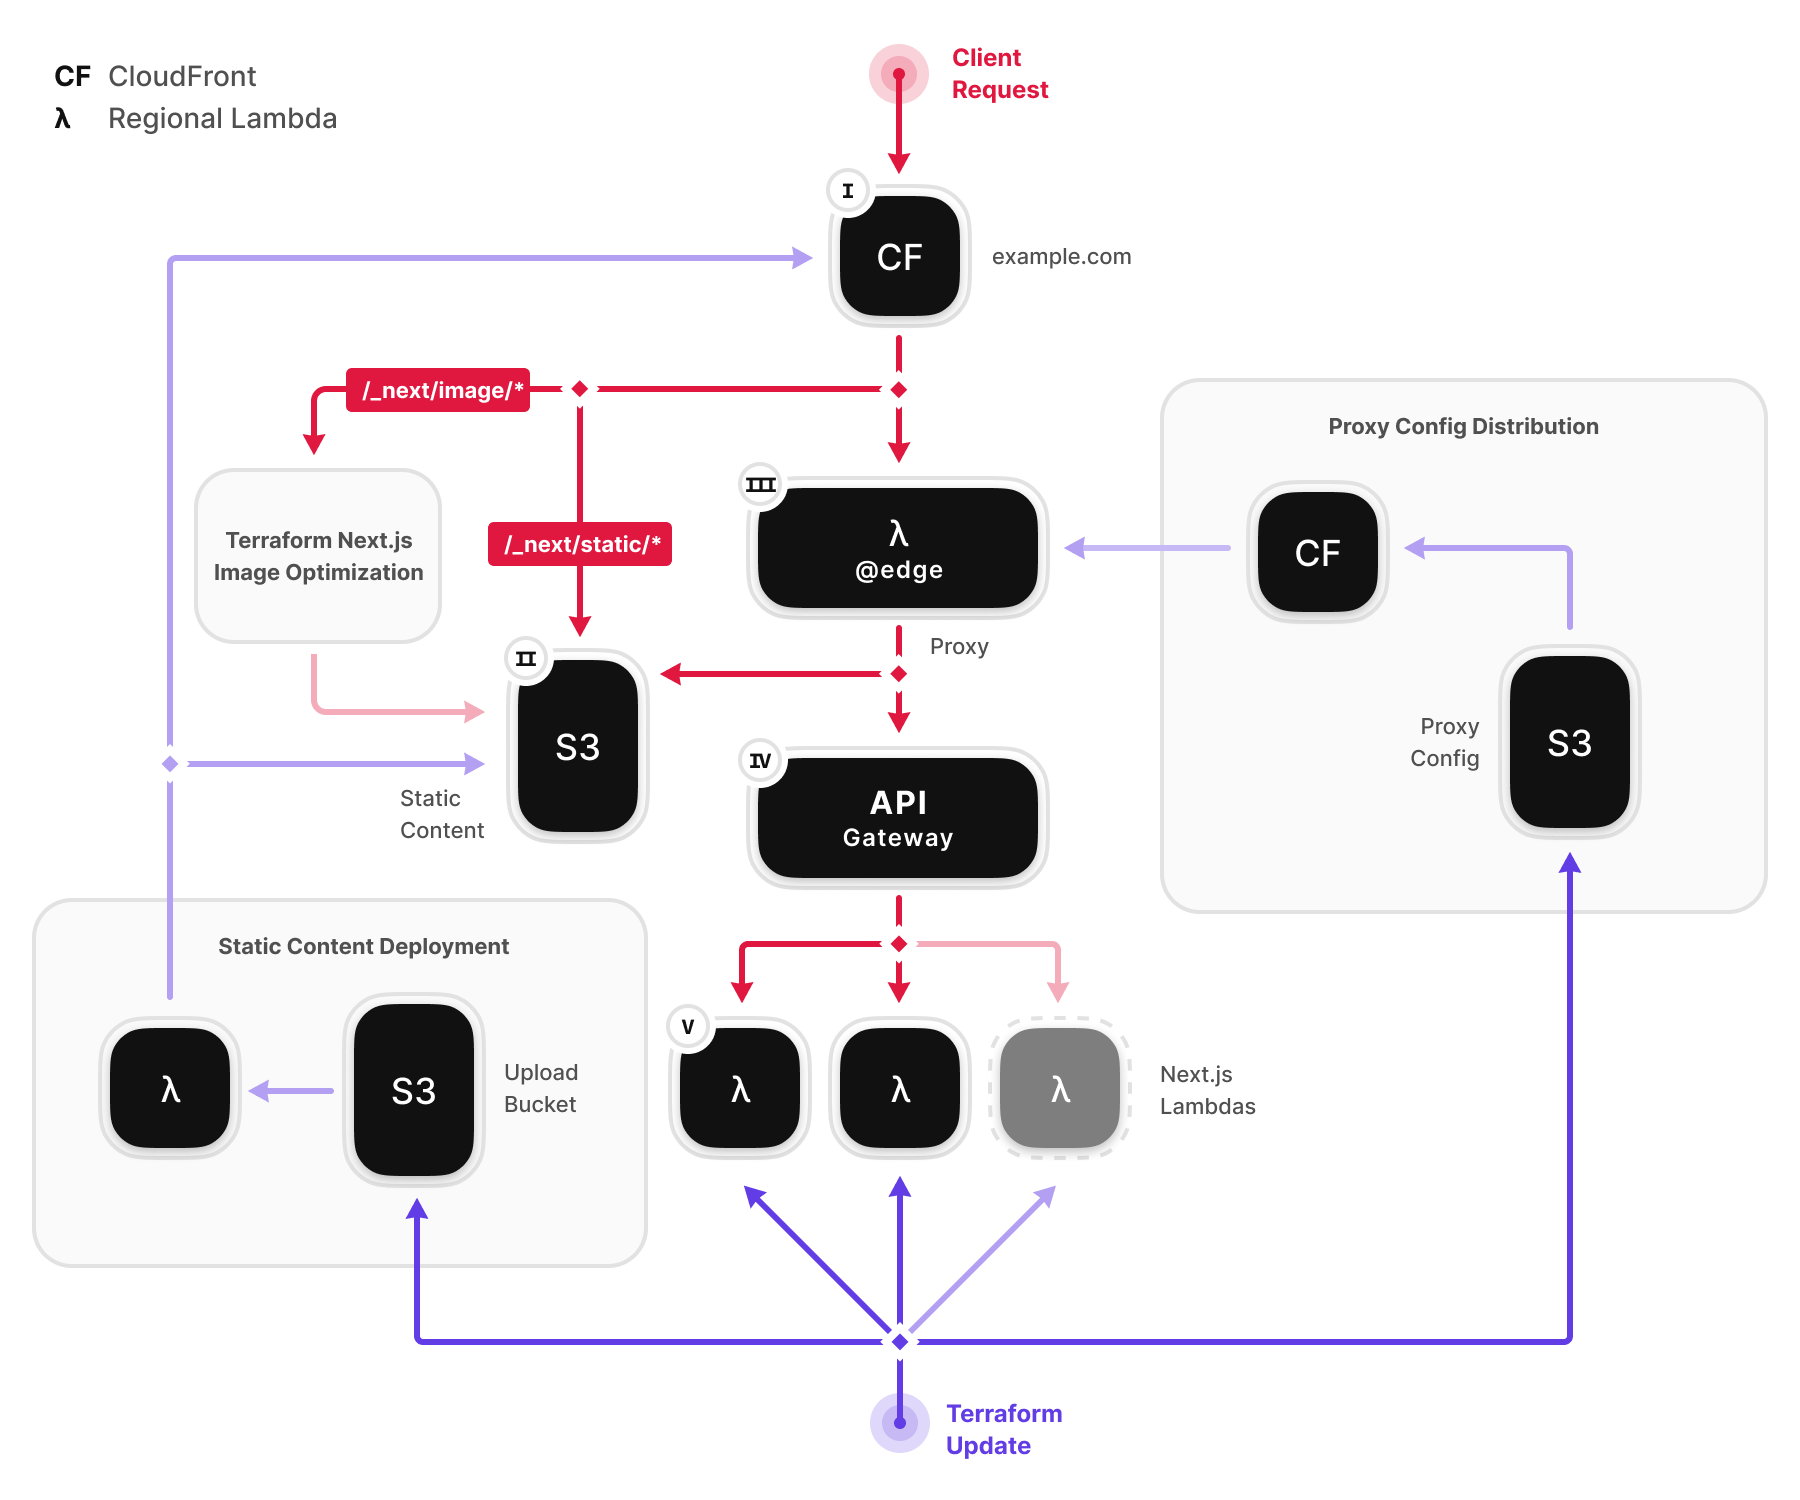 CF CloudFront
λ Regional Lambda
Client
Request
I
CF
example.com
/_next/image/*
/_next/static/*
Terraform Next.js
Image Optimization
III
λ
@edge
Proxy
II
S3
Static
Content
IV
API
Gateway
Proxy Config Distribution
CF
Proxy
Config
S3
Static Content Deployment
λ
S3
Upload
Bucket
V
λ
λ
λ
Next.js
Lambdas
Terraform
Update